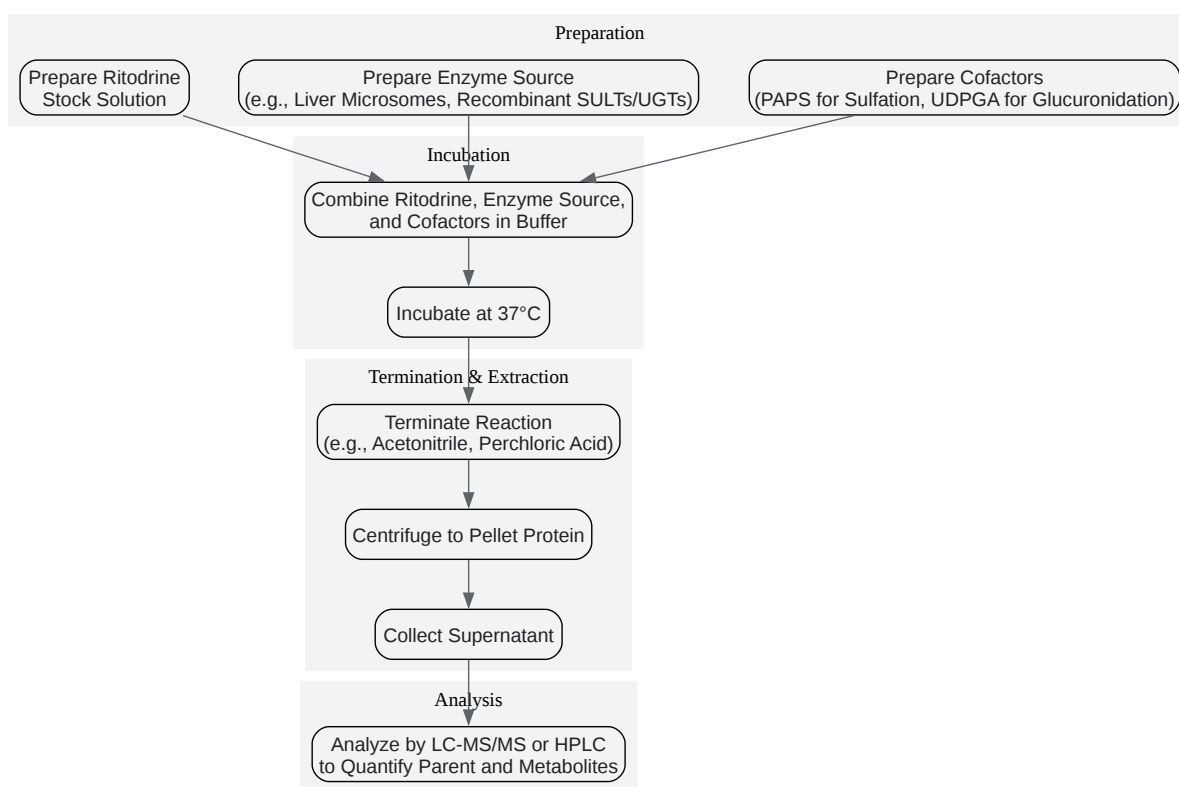 Preparation
Prepare Ritodrine
Stock Solution
Prepare Enzyme Source
(e.g., Liver Microsomes, Recombinant SULTs/UGTs)
Prepare Cofactors
(PAPS for Sulfation, UDPGA for Glucuronidation)
Incubation
Combine Ritodrine, Enzyme Source,
and Cofactors in Buffer
Incubate at 37°C
Termination & Extraction
Terminate Reaction
(e.g., Acetonitrile, Perchloric Acid)
Centrifuge to Pellet Protein
Collect Supernatant
Analysis
Analyze by LC-MS/MS or HPLC
to Quantify Parent and Metabolites